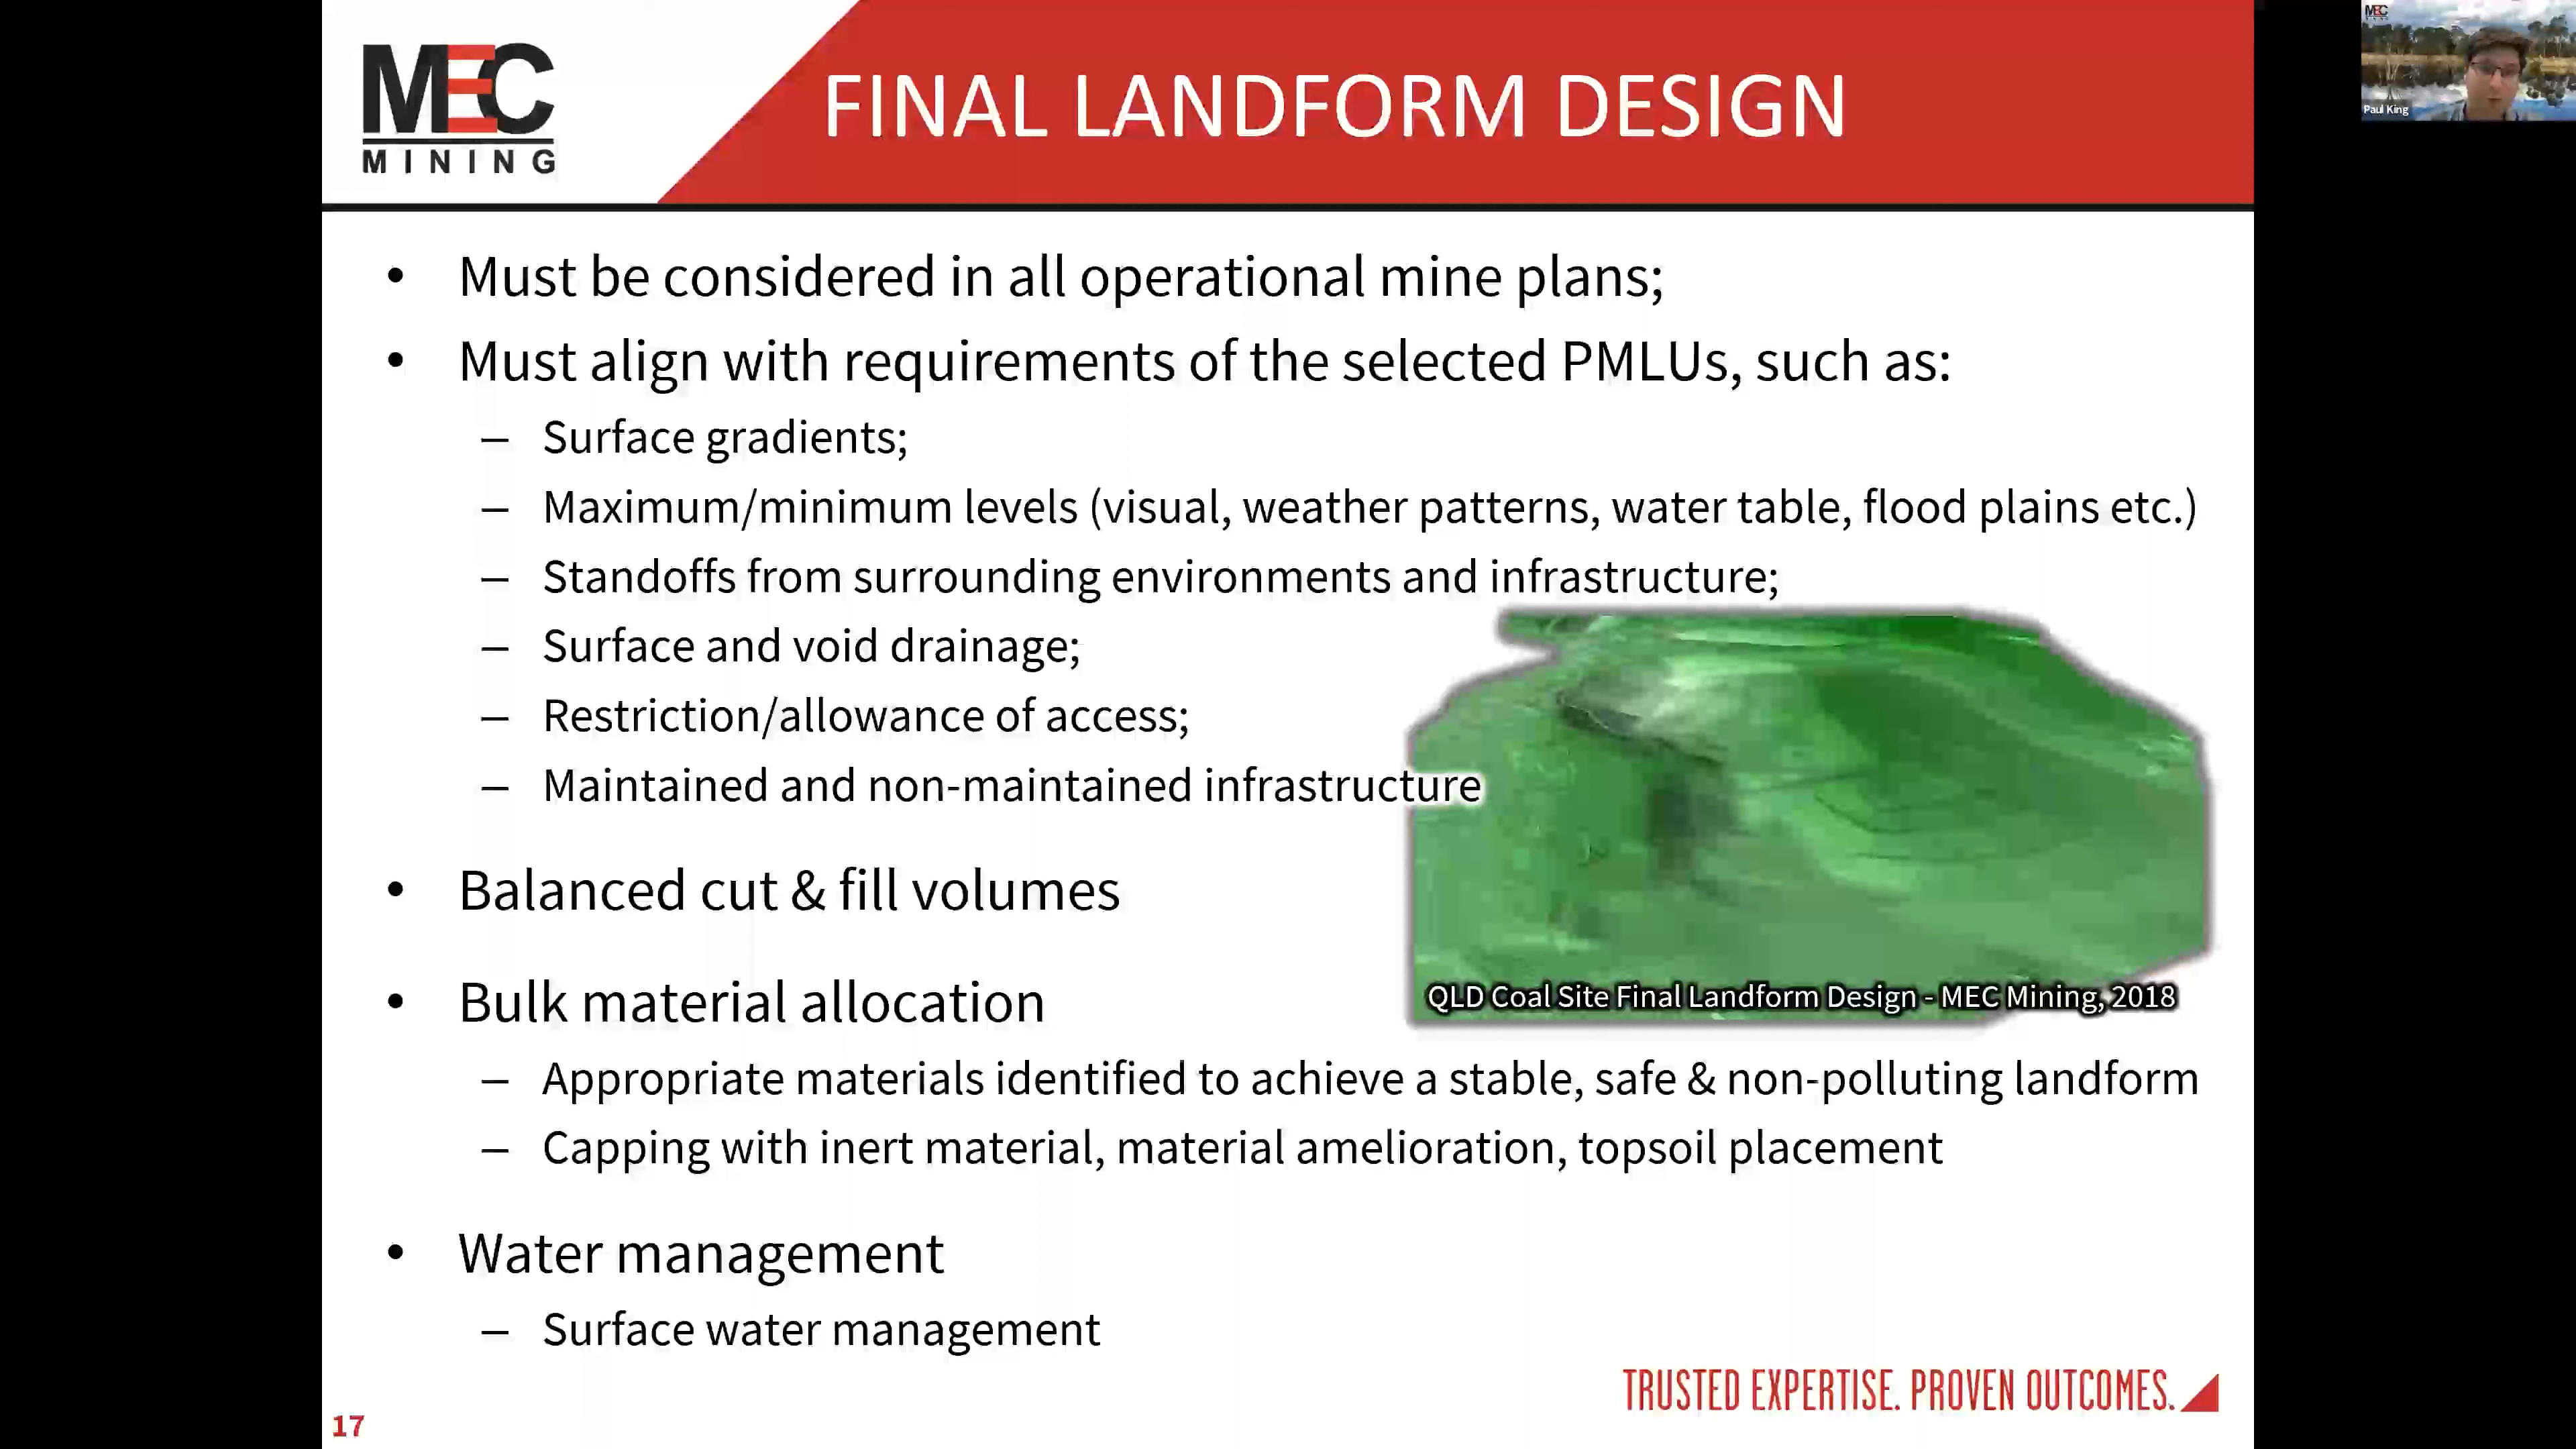 MEC
MINING
FINAL LANDFORM DESIGN
MEC
Paul King
• Must be considered in all operational mine plans;
• Must align with requirements of the selected PMLUs, such as:
– Surface gradients;
– Maximum/minimum levels (visual, weather patterns, water table, flood plains etc.)
– Standoffs from surrounding environments and infrastructure;
– Surface and void drainage;
– Restriction/allowance of access;
– Maintained and non-maintained infrastructure
• Balanced cut & fill volumes
• Bulk material allocation
QLD Coal Site Final Landform Design - MEC Mining, 2018
– Appropriate materials identified to achieve a stable, safe & non-polluting landform
– Capping with inert material, material amelioration, topsoil placement
• Water management
– Surface water management
TRUSTED EXPERTISE. PROVEN OUTCOMES.
17